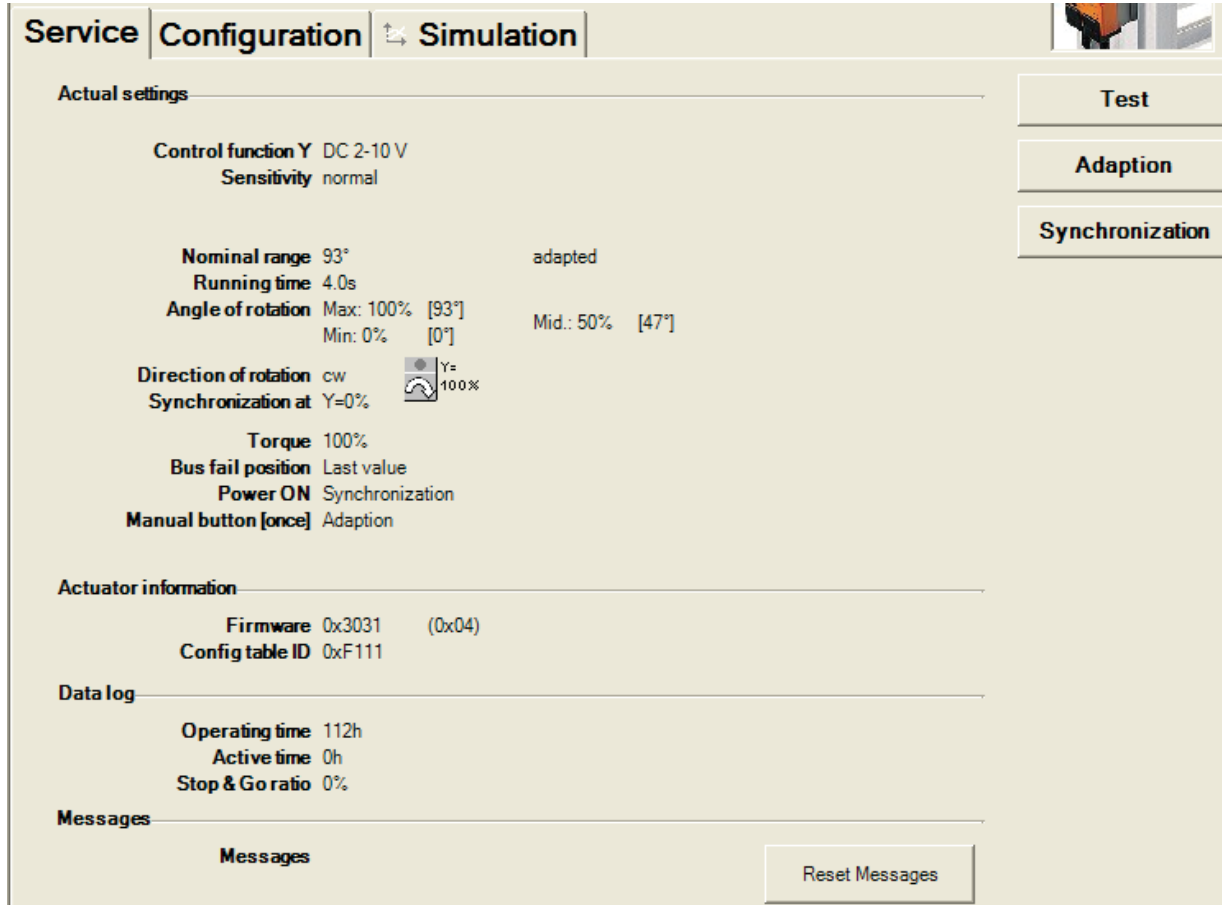 Service Configuration Simulation
Actual settings
Test
Control function Y DC 2-10 V
Adaption
Sensitivity normal
Synchronization
Nominal range 93° adapted
Running time 4.0s
Angle of rotation Max: 100% [93°]
Mid.: 50% [47°]
Min: 0% [0°]
Direction of rotation cw
Y=
100%
Synchronization at Y=0%
Torque 100%
Bus fail position Last value
Power ON Synchronization
Manual button [once] Adaption
Actuator information
Firmware 0x3031 (0x04)
Config table ID 0xF111
Data log
Operating time 112h
Active time 0h
Stop & Go ratio 0%
Messages
Messages
Reset Messages